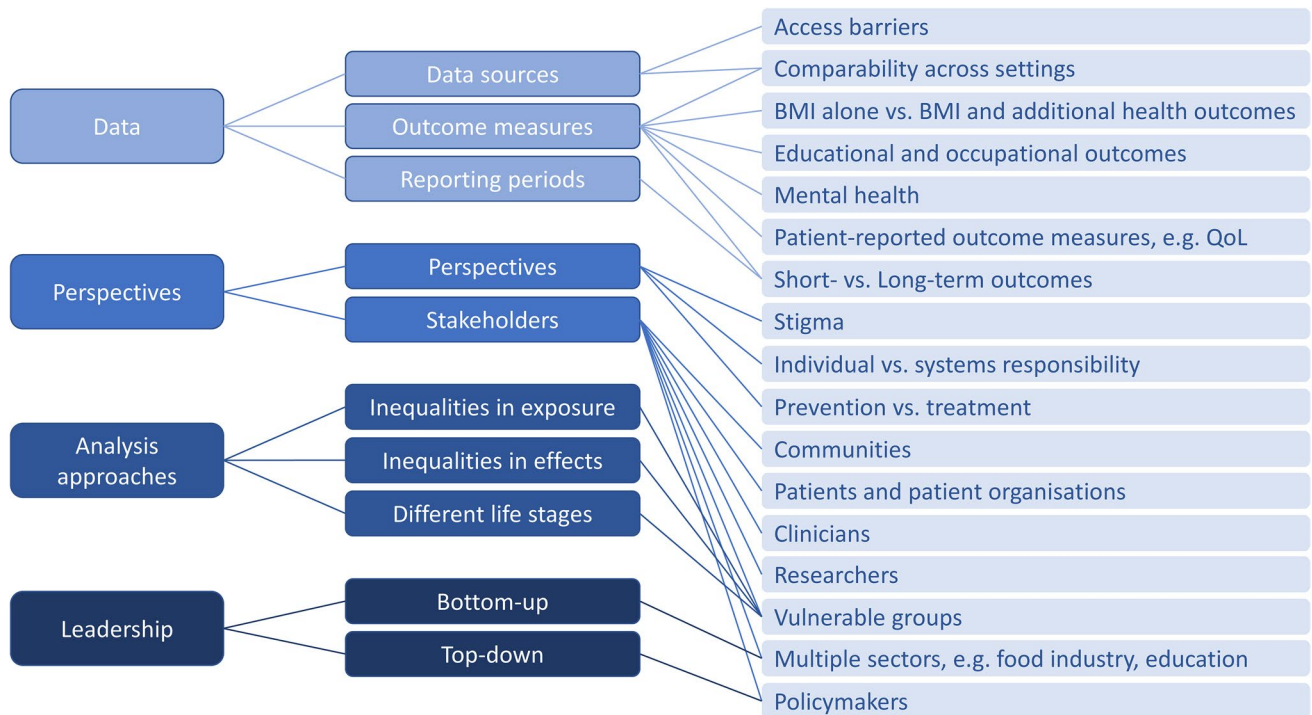 Data
Perspectives
Analysis
approaches
Leadership
Data sources
Outcome measures
Reporting periods
Perspectives
Stakeholders
Inequalities in exposure
Inequalities in effects
Different life stages
Bottom-up
Top-down
Access barriers
Comparability across settings
BMI alone vs. BMI and additional health outcomes
Educational and occupational outcomes
Mental health
Patient-reported outcome measures, e.g. QoL
Short- vs. Long-term outcomes
Stigma
Individual vs. systems responsibility
Prevention vs. treatment
Communities
Patients and patient organisations
Clinicians
Researchers
Vulnerable groups
Multiple sectors, e.g. food industry, education
Policymakers